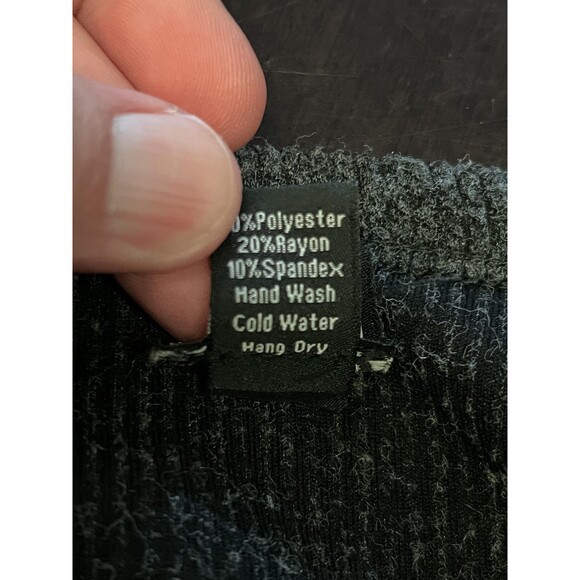 0%Polyester
20%Rayon
10%Spandex
Hand Wash
Cold Water
Hang Dry